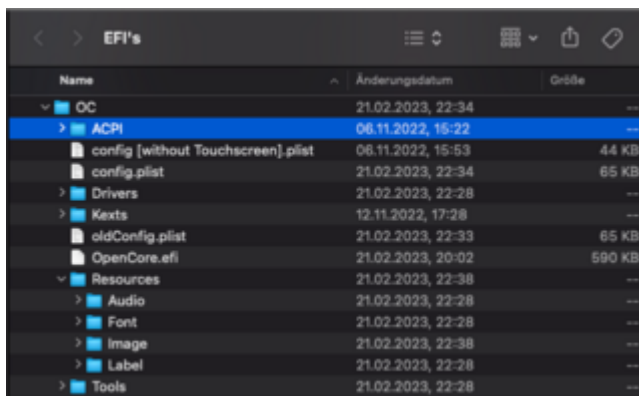 EFI's
Name Änderungsdatum Größe
OC 21.02.2023, 22:34 --
ACPI 06.11.2022, 15:22 --
config [without Touchscreen].plist 06.11.2022, 15:53 44 KB
config.plist 21.02.2023, 22:34 65 KB
Drivers 21.02.2023, 22:28 --
Kexts 12.11.2022, 17:28 --
oldConfig.plist 21.02.2023, 22:33 65 KB
OpenCore.efi 21.02.2023, 20:02 590 KB
Resources 21.02.2023, 22:38 --
Audio 21.02.2023, 22:28 --
Font 21.02.2023, 22:28 --
Image 21.02.2023, 22:38 --
Label 21.02.2023, 22:28 --
Tools 21.02.2023, 22:28 --